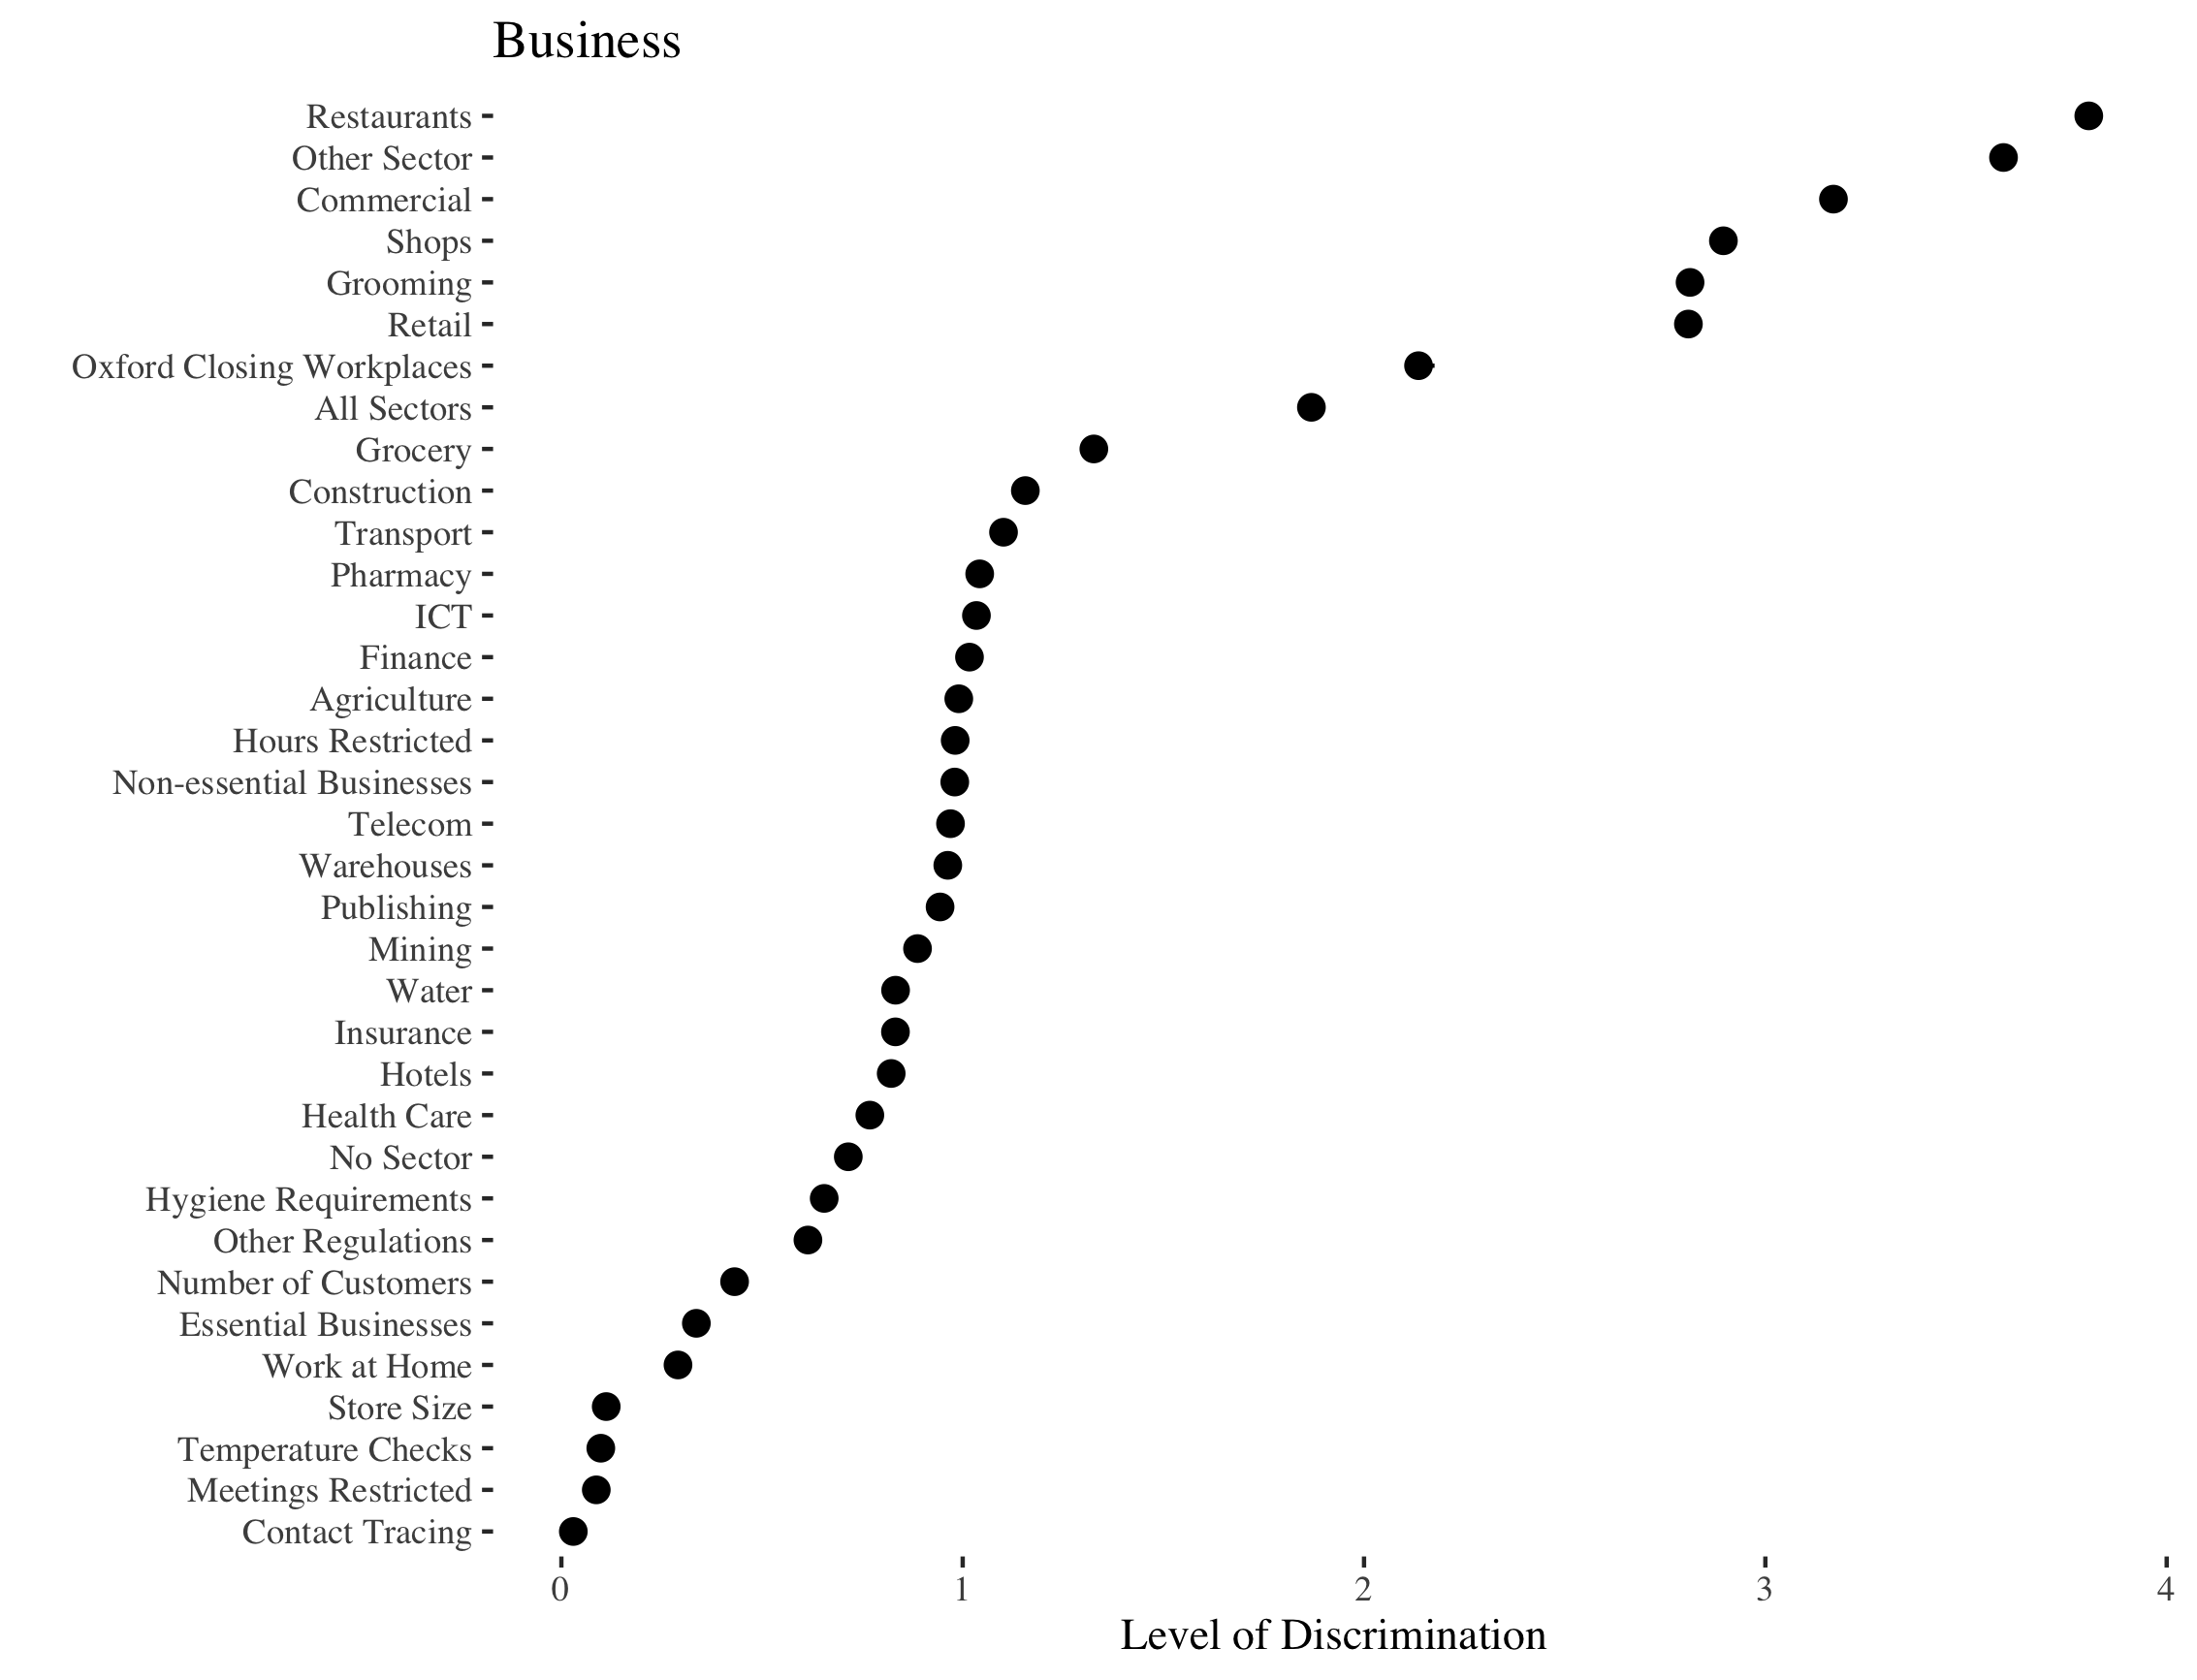 Business
Restaurants
Other Sector
Commercial
Shops
Grooming
Retail
Oxford Closing Workplaces
All Sectors
Grocery
Construction
Transport
Pharmacy
ICT
Finance
Agriculture
Hours Restricted
Non-essential Businesses
Telecom
Warehouses
Publishing
Mining
Water
Insurance
Hotels
Health Care
No Sector
Hygiene Requirements
Other Regulations
Number of Customers
Essential Businesses
Work at Home
Store Size
Temperature Checks
Meetings Restricted
Contact Tracing
0 1 2 3 4
Level of Discrimination